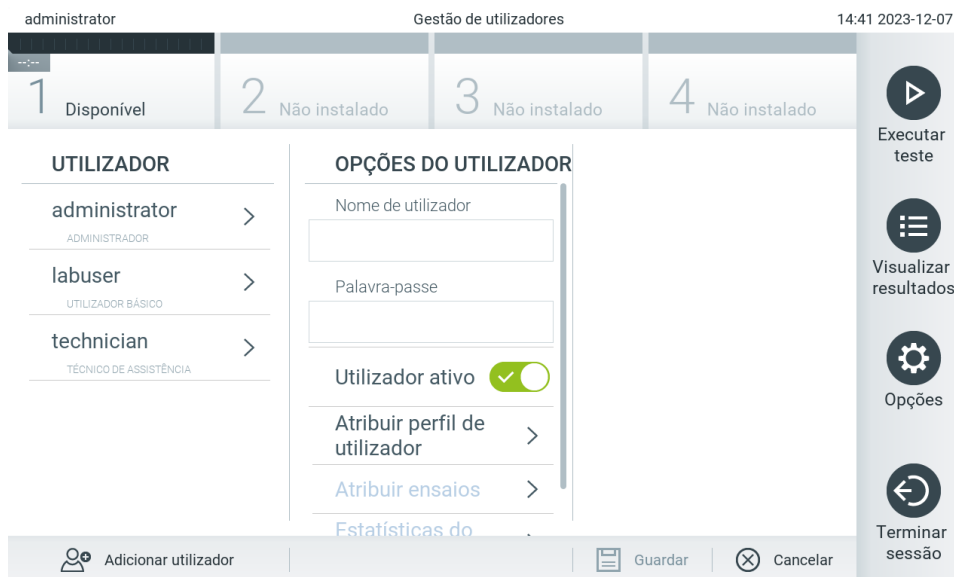 administrator
Gestão de utilizadores
14:41 2023-12-07
--:--
1 Disponível
2 Não instalado
3 Não instalado
4 Não instalado
Executar
teste
Visualizar
resultados
Opções
Terminar
sessão
UTILIZADOR
administrator
ADMINISTRADOR
labuser
UTILIZADOR BÁSICO
technician
TÉCNICO DE ASSISTÊNCIA
OPÇÕES DO UTILIZADOR
Nome de utilizador
Palavra-passe
Utilizador ativo
Atribuir perfil de
utilizador
Atribuir ensaios
Estatísticas do
Adicionar utilizador
Guardar
Cancelar